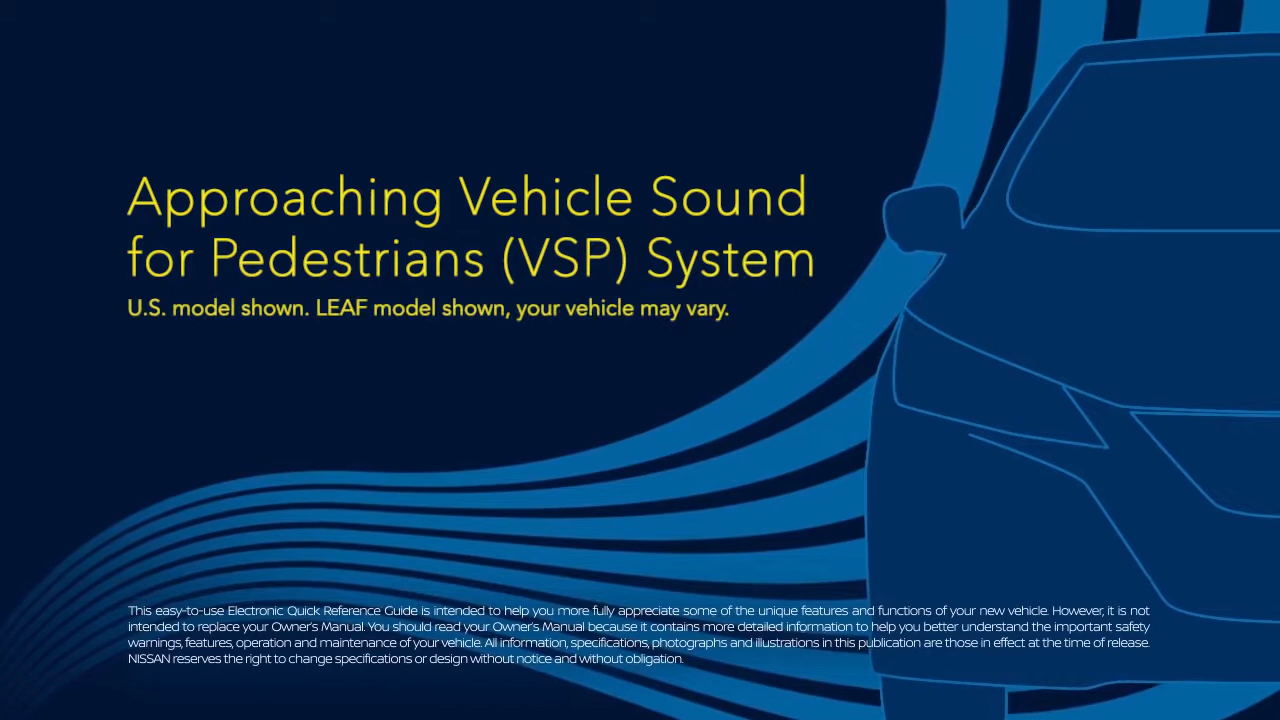 Approaching Vehicle Sound
for Pedestrians (VSP) System
U.S. model shown. LEAF model shown, your vehicle may vary.
This easy-to-use Electronic Quick Reference Guide is intended to help you more fully appreciate some of the unique features and functions of your new vehicle. However, it is not
intended to replace your Owner's Manual. You should read your Owner's Manual because it contains more detailed information to help you better understand the important safety
warnings, features, operation and maintenance of your vehicle. All information, specifications, photographs and illustrations in this publication are those in effect at the time of release.
NISSAN reserves the right to change specifications or design without notice and without obligation.